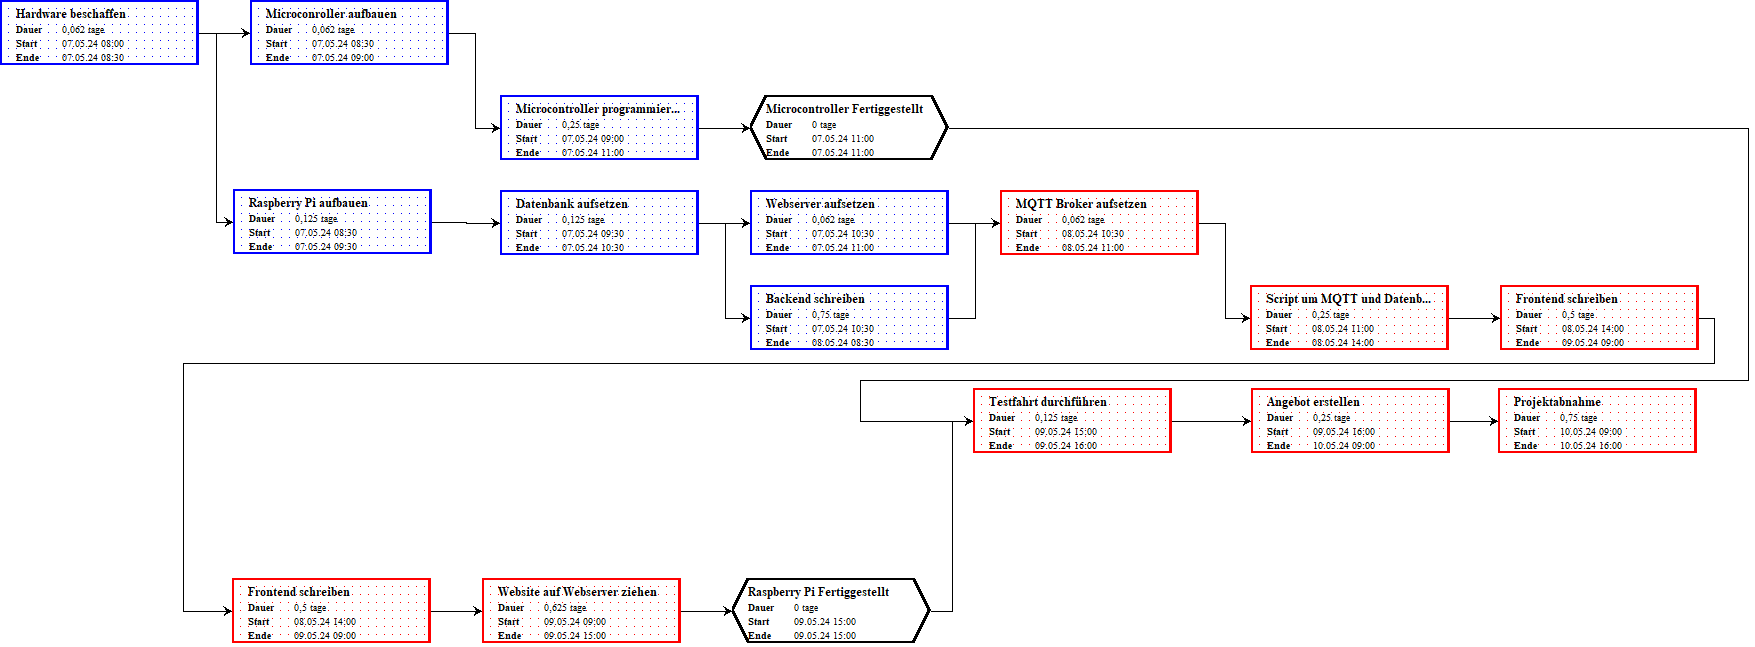 Hardware beschaffen
Dauer 0,062 tage
Start 07.05.24 08:00
Ende 07.05.24 08:30
Microconroller aufbauen
Dauer 0,062 tage
Start 07.05.24 08:30
Ende 07.05.24 09:00
Microcontroller programmier...
Dauer 0,25 tage
Start 07.05.24 09:00
Ende 07.05.24 11:00
Microcontroller Fertiggestellt
Dauer 0 tage
Start 07.05.24 11:00
Ende 07.05.24 11:00
Raspberry Pi aufbauen
Dauer 0,125 tage
Start 07.05.24 08:30
Ende 07.05.24 09:30
Datenbank aufsetzen
Dauer 0,125 tage
Start 07.05.24 09:30
Ende 07.05.24 10:30
Webserver aufsetzen
Dauer 0,062 tage
Start 07.05.24 10:30
Ende 07.05.24 11:00
MQTT Broker aufsetzen
Dauer 0,062 tage
Start 08.05.24 10:30
Ende 08.05.24 11:00
Backend schreiben
Dauer 0,75 tage
Start 07.05.24 10:30
Ende 08.05.24 08:30
Script um MQTT und Datenb...
Dauer 0,25 tage
Start 08.05.24 11:00
Ende 08.05.24 14:00
Frontend schreiben
Dauer 0,5 tage
Start 08.05.24 14:00
Ende 09.05.24 09:00
Testfahrt durchführen
Dauer 0,125 tage
Start 09.05.24 15:00
Ende 09.05.24 16:00
Angebot erstellen
Dauer 0,25 tage
Start 09.05.24 16:00
Ende 10.05.24 09:00
Projektabnahme
Dauer 0,75 tage
Start 10.05.24 09:00
Ende 10.05.24 16:00
Frontend schreiben
Dauer 0,5 tage
Start 08.05.24 14:00
Ende 09.05.24 09:00
Website auf Webserver ziehen
Dauer 0,625 tage
Start 09.05.24 09:00
Ende 09.05.24 15:00
Raspberry Pi Fertiggestellt
Dauer 0 tage
Start 09.05.24 15:00
Ende 09.05.24 15:00